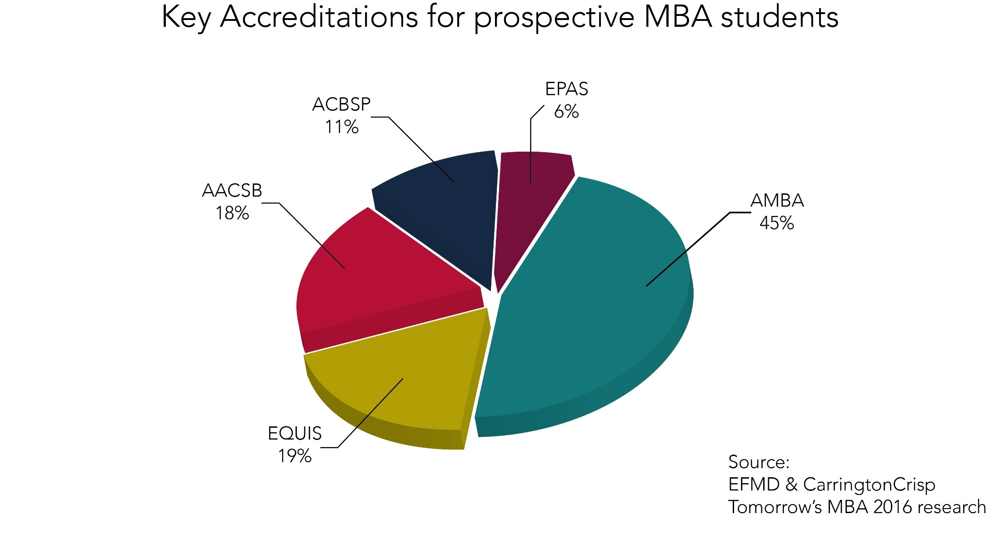 Key Accreditations for prospective MBA students
EPAS
6%
ACBSP
11%
AACSB
18%
AMBA
45%
EQUIS
19%
Source:
EFMD & CarringtonCrisp
Tomorrow’s MBA 2016 research